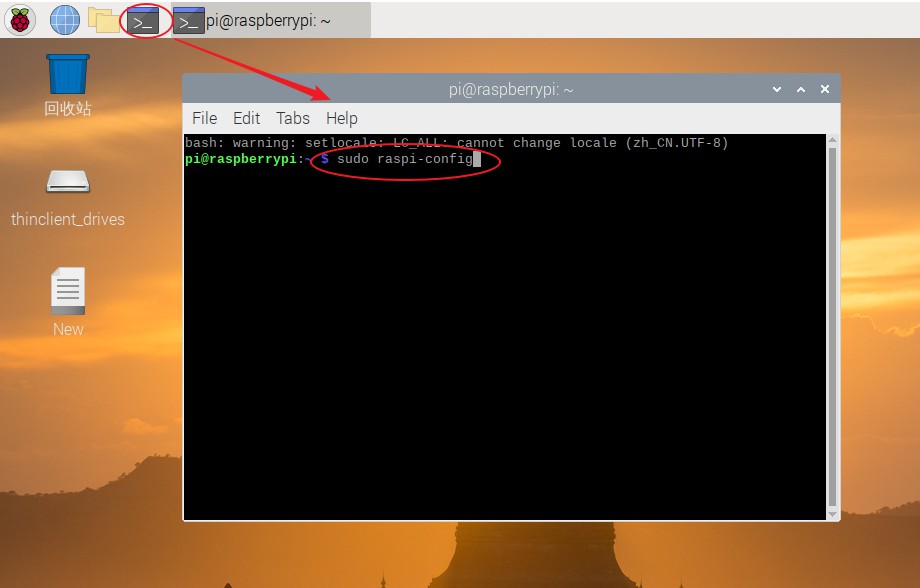 pi@raspberrypi: ~
回收站
thinclient_drives
New
pi@raspberrypi: ~
File Edit Tabs Help
bash: warning: setlocale: LC_ALL: cannot change locale (zh_CN.UTF-8)
pi@raspberrypi:~ $ sudo raspi-config